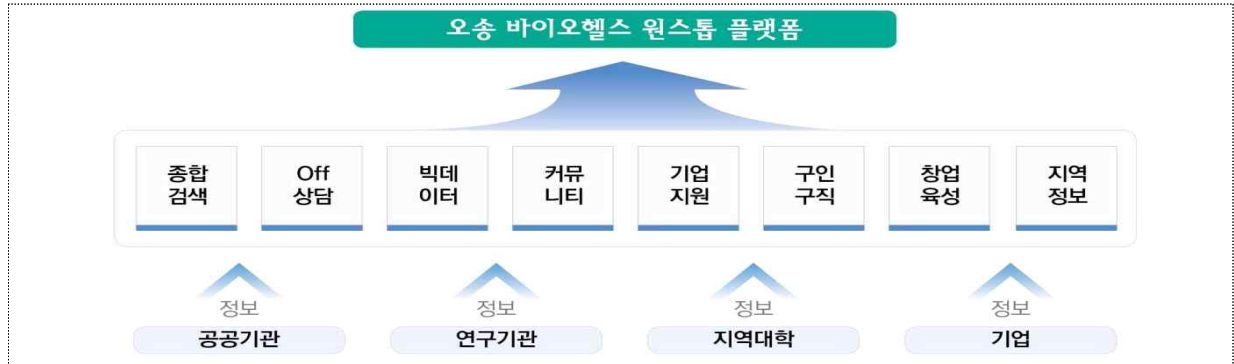 오송 바이오헬스 원스톱 플랫폼
종합
검색
Off
상담
빅데
이터
커뮤
니티
기업
지원
구인
구직
창업
육성
지역
정보
정보
정보
정보
정보
공공기관
연구기관
지역대학
기업